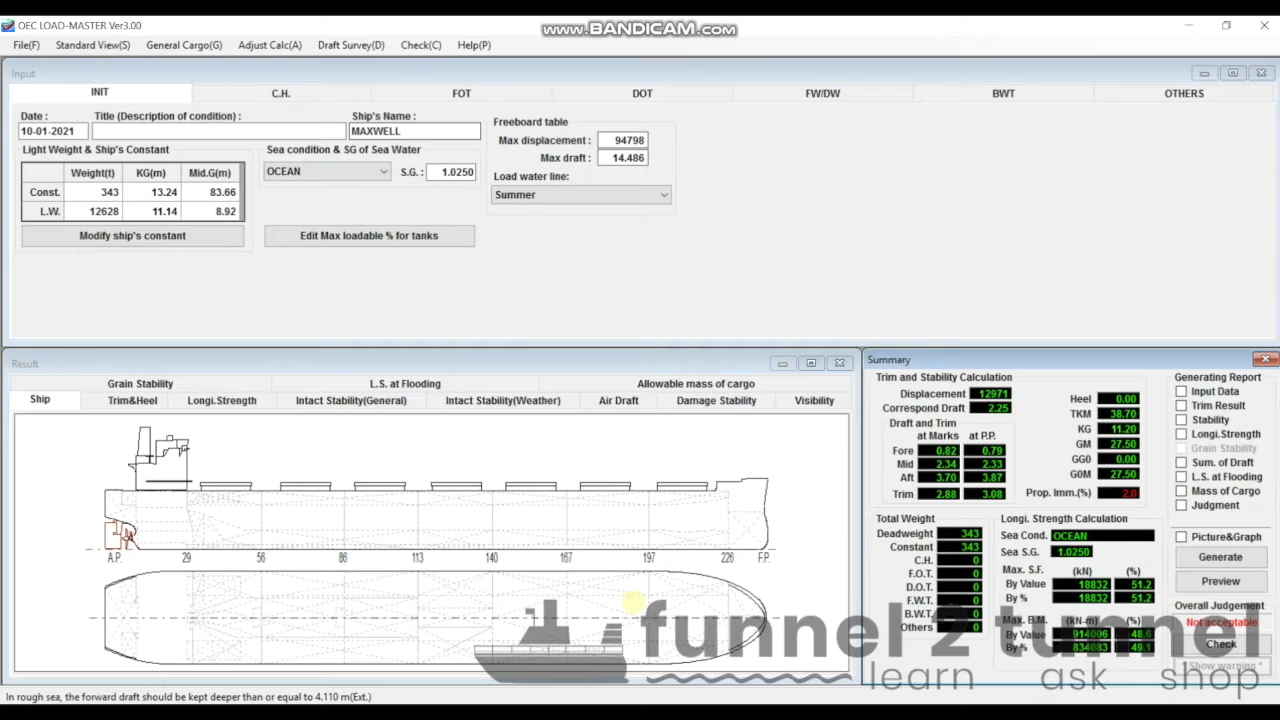 OEC LOAD-MASTER Ver3.00
www.BANDICAM.com
File(F) Standard View(S) General Cargo(G) Adjust Calc(A) Draft Survey(D) Check(C) Help(P)
Input
INIT C.H. FOT DOT FW/DW BWT OTHERS
Date : Title (Description of condition) : Ship's Name :
10-01-2021 MAXWELL
Light Weight & Ship's Constant
Weight(t) KG(m) Mid.G(m)
Const. 343 13.24 83.66
L.W. 12628 11.14 8.92
Modify ship's constant
Sea condition & SG of Sea Water
OCEAN S.G. : 1.0250
Edit Max loadable % for tanks
Freeboard table
Max displacement : 94798
Max draft : 14.486
Load water line:
Summer
Result
Grain Stability L.S. at Flooding Allowable mass of cargo
Ship Trim&Heel Longi.Strength Intact Stability(General) Intact Stability(Weather) Air Draft Damage Stability Visibility
A.P. 29 56 86 113 140 167 197 226 F.P.
Summary
Trim and Stability Calculation
Displacement 12971
Correspond Draft 2.25
Draft and Trim
at Marks at P.P.
Fore 0.82 0.79
Mid 2.34 2.33
Aft 3.70 3.87
Trim 2.88 3.08
Heel 0.00
TKM 38.70
KG 11.20
GM 27.50
GG0 0.00
G0M 27.50
Prop. Imm.(%) 2.0
Total Weight
Deadweight 343
Constant 343
C.H. 0
F.O.T. 0
D.O.T. 0
F.W.T. 0
B.W.T. 0
Others 0
Longi. Strength Calculation
Sea Cond. OCEAN
Sea S.G. 1.0250
Max. S.F. (kN) (%)
By Value 18832 51.2
By % 18832 51.2
Max. B.M. (kN-m) (%)
By Value 914006 48.6
By % 834083 49.1
Generating Report
Input Data
Trim Result
Stability
Longi.Strength
Grain Stability
Sum. of Draft
L.S. at Flooding
Mass of Cargo
Judgment
Picture&Graph
Generate
Preview
Overall Judgement
Not acceptable
Check
Show warning *
funnel 2 tunnel
learn ask shop
In rough sea, the forward draft should be kept deeper than or equal to 4.110 m(Ext.)